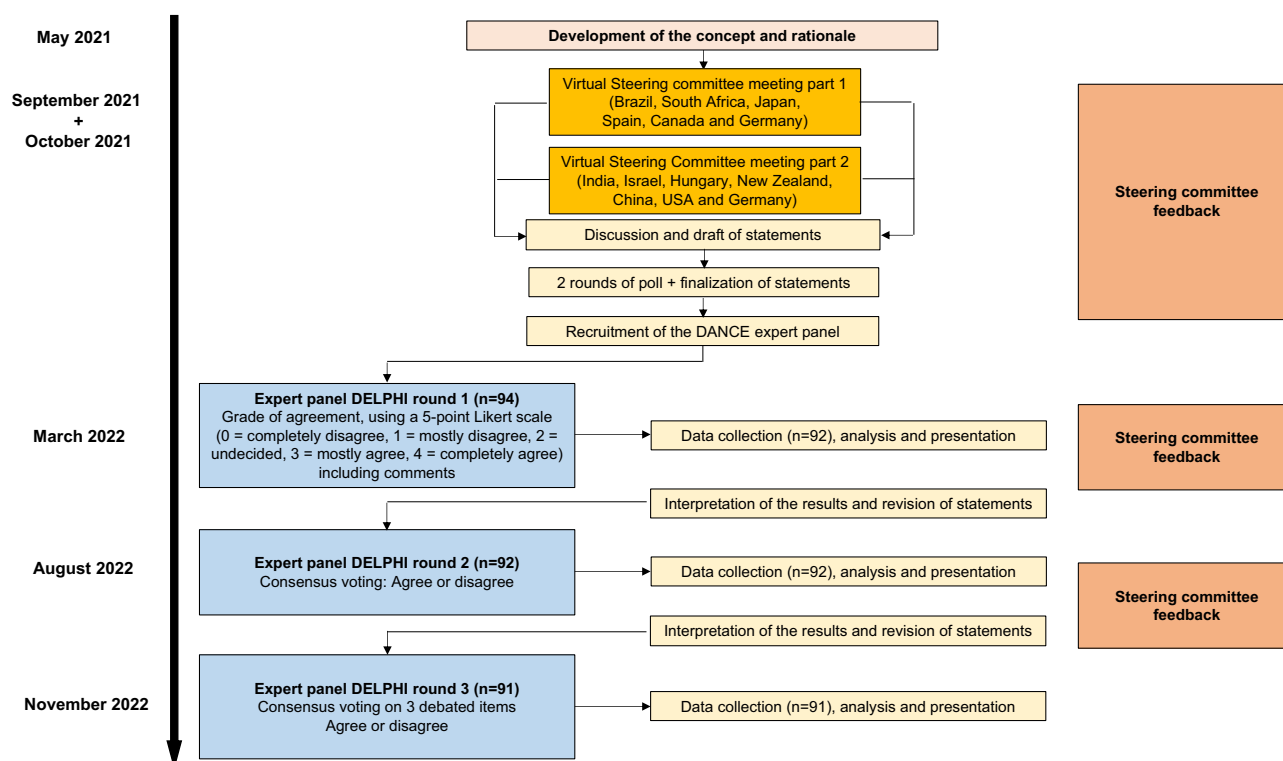 May 2021
Development of the concept and rationale
September 2021
+
October 2021
Virtual Steering committee meeting part 1
(Brazil, South Africa, Japan,
Spain, Canada and Germany)
Virtual Steering Committee meeting part 2
(India, Israel, Hungary, New Zealand,
China, USA and Germany)
Discussion and draft of statements
2 rounds of poll + finalization of statements
Recruitment of the DANCE expert panel
Steering committee
feedback
March 2022
Expert panel DELPHI round 1 (n=94)
Grade of agreement, using a 5-point Likert scale
(0 = completely disagree, 1 = mostly disagree, 2 =
undecided, 3 = mostly agree, 4 = completely agree)
including comments
Data collection (n=92), analysis and presentation
Steering committee
feedback
Interpretation of the results and revision of statements
August 2022
Expert panel DELPHI round 2 (n=92)
Consensus voting: Agree or disagree
Data collection (n=92), analysis and presentation
Steering committee
feedback
Interpretation of the results and revision of statements
November 2022
Expert panel DELPHI round 3 (n=91)
Consensus voting on 3 debated items
Agree or disagree
Data collection (n=91), analysis and presentation